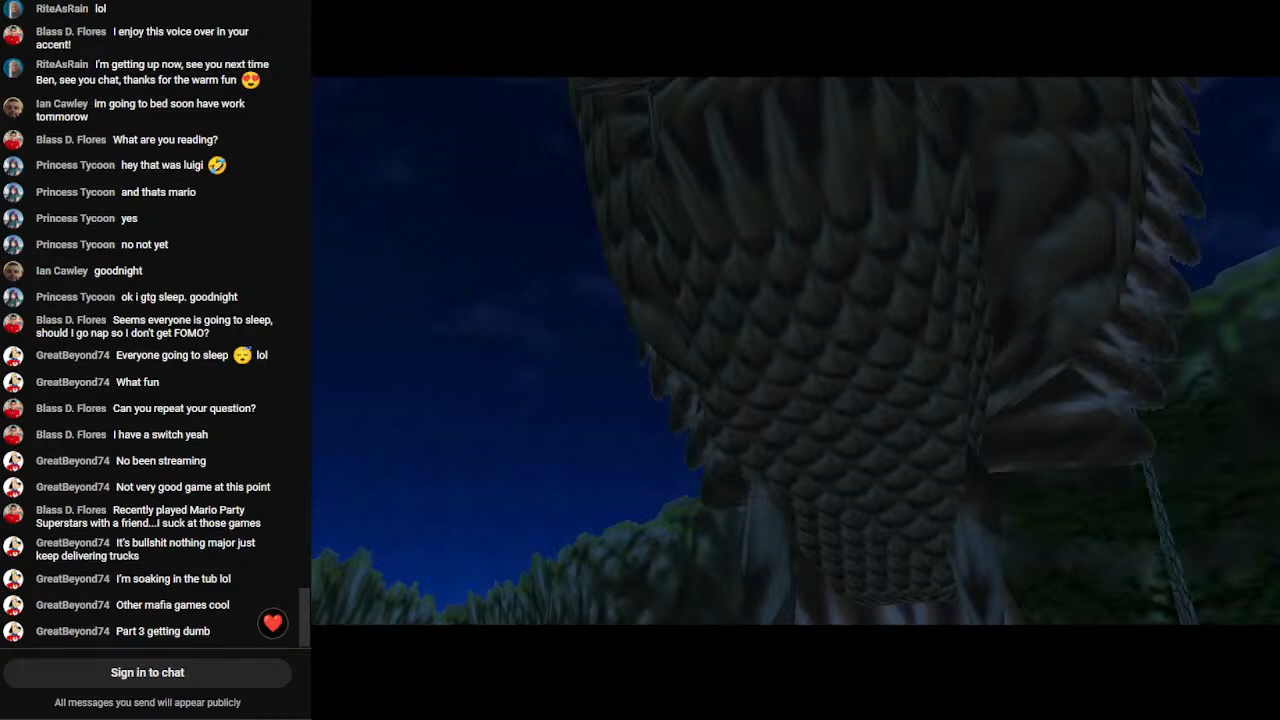 RiteAsRain lol
Blass D. Flores I enjoy this voice over in your
accent!
RiteAsRain I'm getting up now, see you next time
Ben, see you chat, thanks for the warm fun 😍
Ian Cawley im going to bed soon have work
tommorow
Blass D. Flores What are you reading?
Princess Tycoon hey that was luigi 🤣
Princess Tycoon and thats mario
Princess Tycoon yes
Princess Tycoon no not yet
Ian Cawley goodnight
Princess Tycoon ok i gtg sleep. goodnight
Blass D. Flores Seems everyone is going to sleep,
should I go nap so I don't get FOMO?
GreatBeyond74 Everyone going to sleep 😴 lol
GreatBeyond74 What fun
Blass D. Flores Can you repeat your question?
Blass D. Flores I have a switch yeah
GreatBeyond74 No been streaming
GreatBeyond74 Not very good game at this point
Blass D. Flores Recently played Mario Party
Superstars with a friend...I suck at those games
GreatBeyond74 It's bullshit nothing major just
keep delivering trucks
GreatBeyond74 I'm soaking in the tub lol
GreatBeyond74 Other mafia games cool
GreatBeyond74 Part 3 getting dumb
Sign in to chat
All messages you send will appear publicly